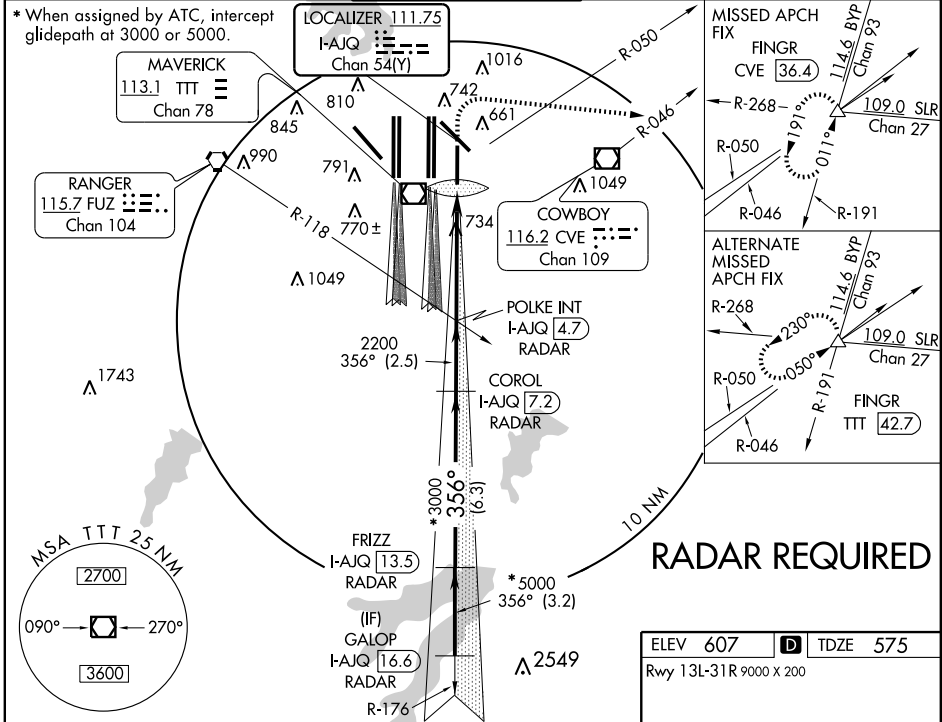 * When assigned by ATC, intercept
glidepath at 3000 or 5000.
LOCALIZER 111.75
I-AJQ
Chan 54(Y)
MAVERICK
113.1 TTT
Chan 78
RANGER
115.7 FUZ
Chan 104
COWBOY
116.2 CVE
Chan 109
R-050
R-046
R-118
1016
742
661
810
845
990
791
770±
1049
734
1049
1743
2549
POLKE INT
I-AJQ 4.7
RADAR
2200
356° (2.5)
COROL
I-AJQ 7.2
RADAR
*3000
356°
(6.3)
FRIZZ
I-AJQ 13.5
RADAR
*5000
356° (3.2)
(IF)
GALOP
I-AJQ 16.6
RADAR
R-176
10 NM
MSA TTT 25 NM
2700
090°
270°
3600
MISSED APCH
FIX
FINGR
CVE 36.4
114.6 BYP
Chan 93
R-268
191°
011°
109.0 SLR
Chan 27
R-050
R-046
R-191
ALTERNATE
MISSED
APCH FIX
114.6 BYP
Chan 93
R-268
230°
050°
109.0 SLR
Chan 27
R-050
R-046
R-191
FINGR
TTT 42.7
RADAR REQUIRED
ELEV 607 D TDZE 575
Rwy 13L-31R 9000 X 200